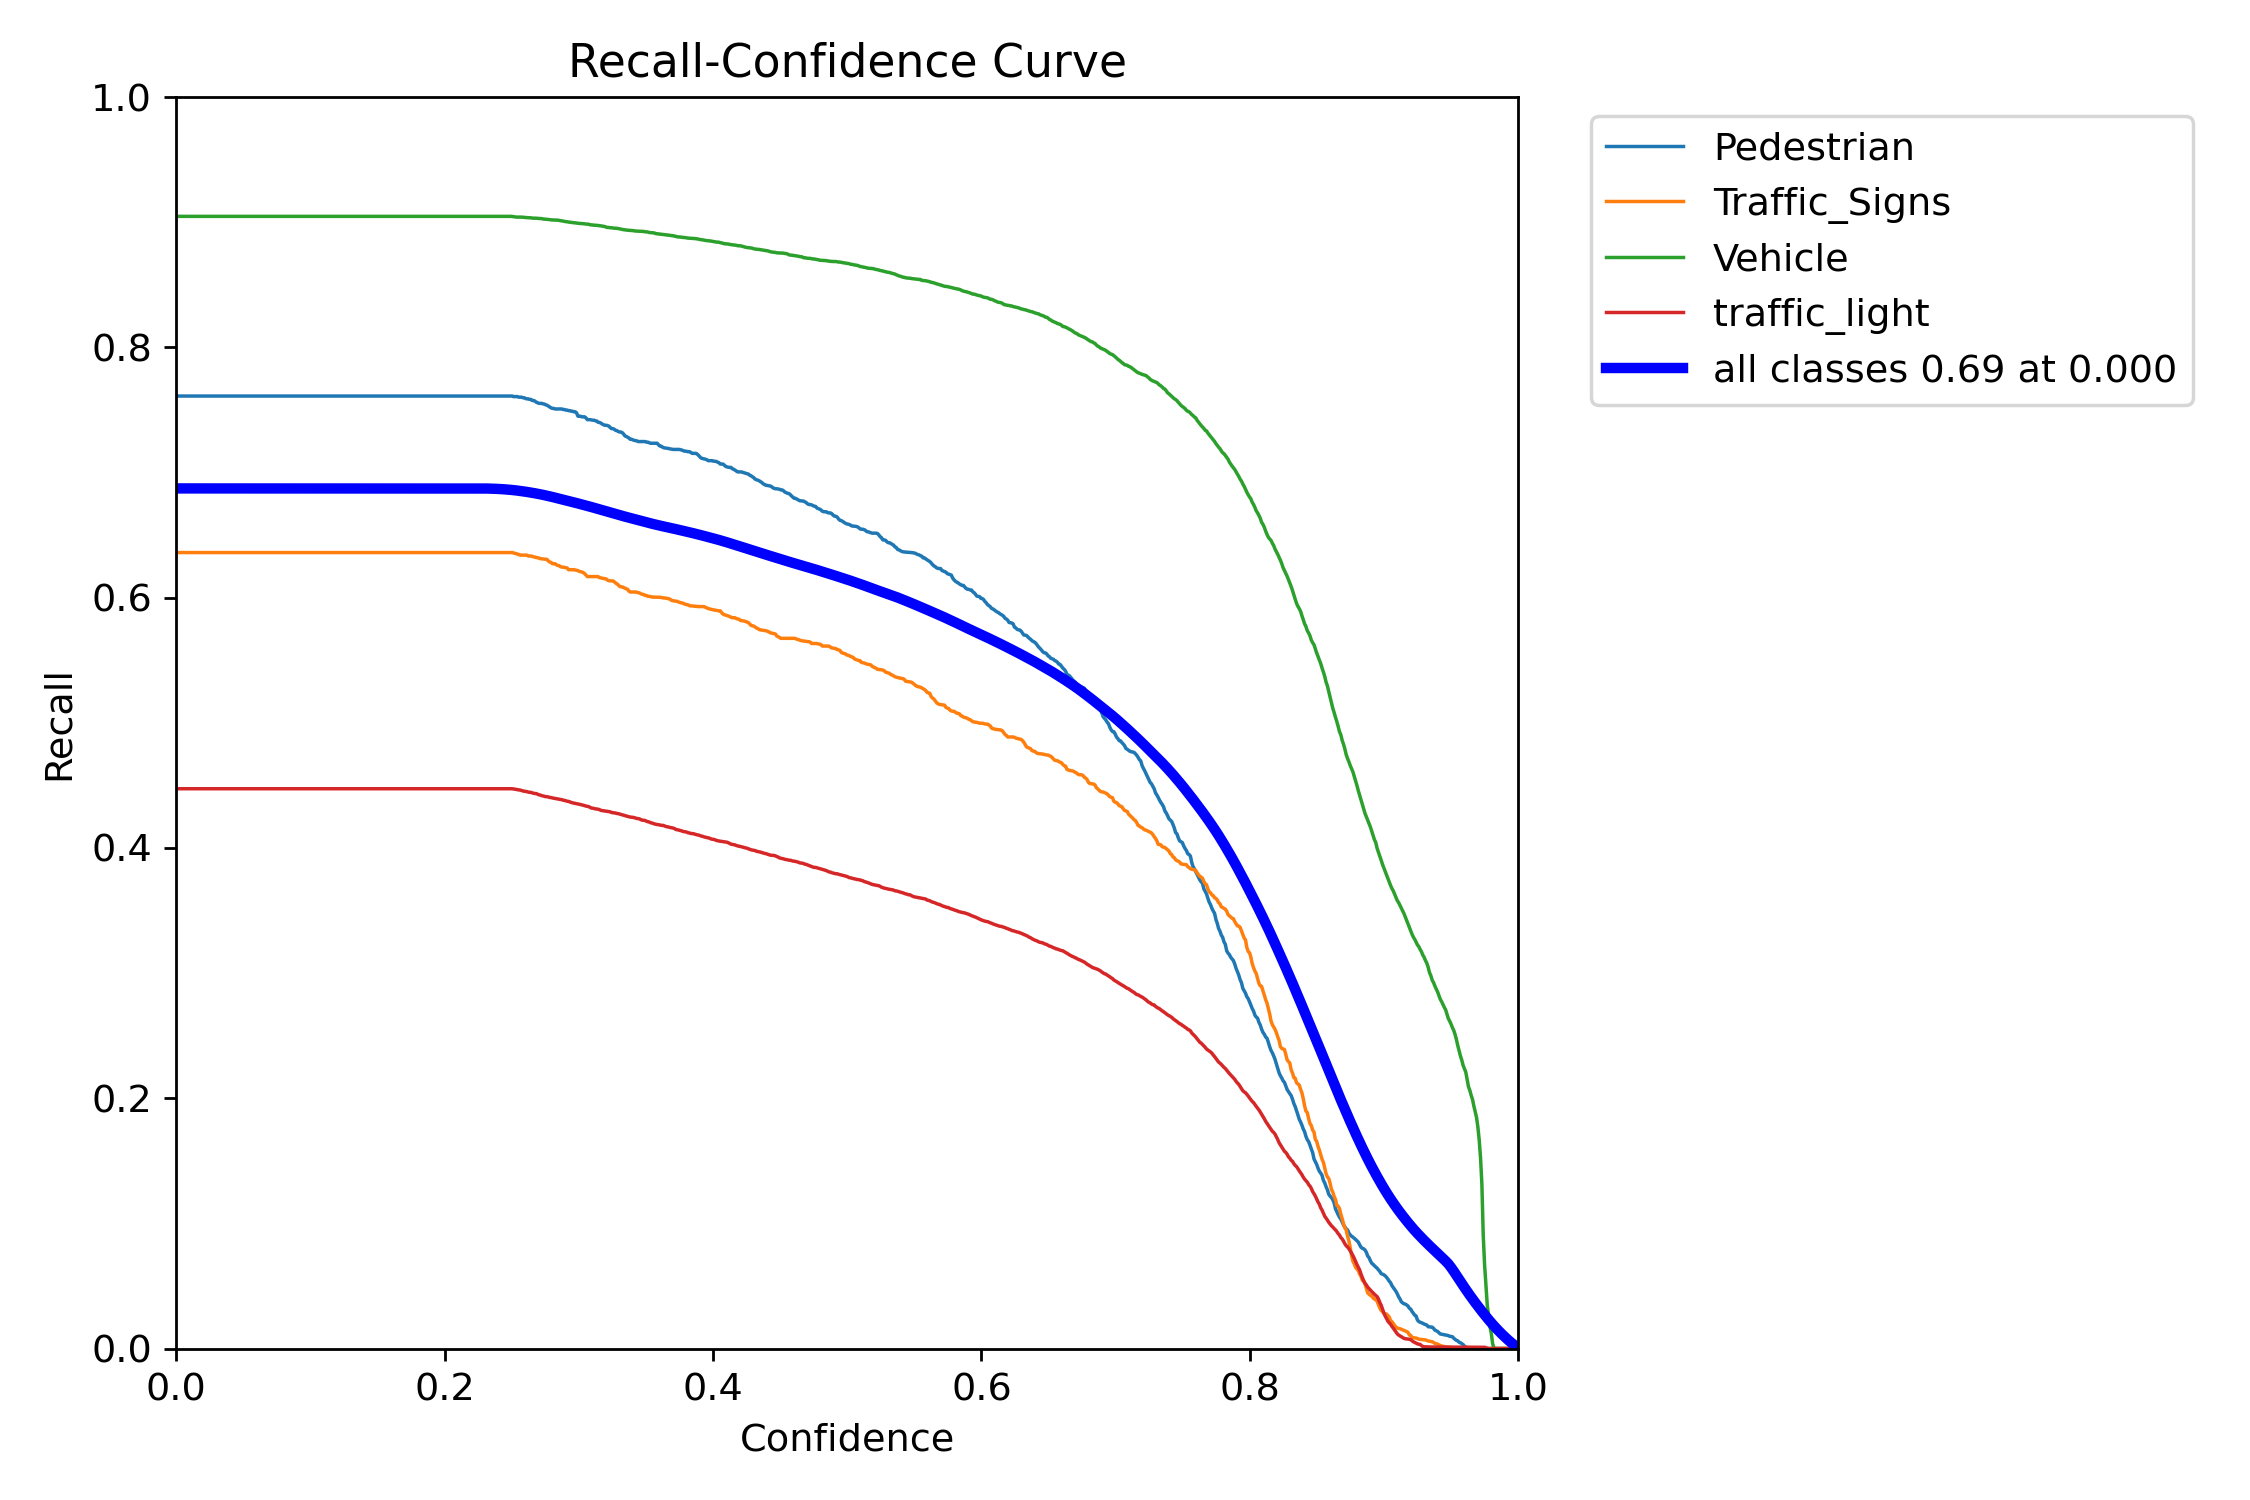 Recall-Confidence Curve
Recall
1.0
0.8
0.6
0.4
0.2
0.0
0.0 0.2 0.4 0.6 0.8 1.0
Confidence
Pedestrian
Traffic_Signs
Vehicle
traffic_light
all classes 0.69 at 0.000